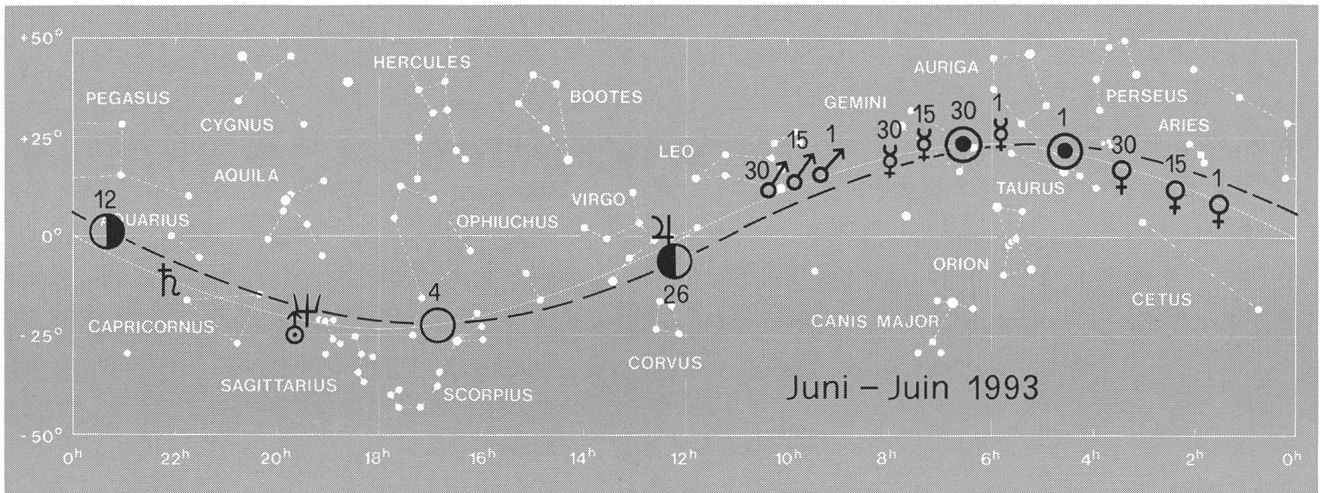 +50°
HERCULES
AURIGA
PEGASUS
BOOTES
GEMINI
PERSEUS
CYGNUS
+25°
30 15 1
30 15 30 1 1
ARIES
LEO
30 15 1
AQUILA
TAURUS
12
VIRGO
AQUARIUS
OPHIUCHUS
0°
ORION
4
26
CETUS
CAPRICORNUS
CANIS MAJOR
-25°
CORVUS
SAGITTARIUS
SCORPIUS
Juni – Juin 1993
-50°
0h 22h 20h 18h 16h 14h 12h 10h 8h 6h 4h 2h 0h